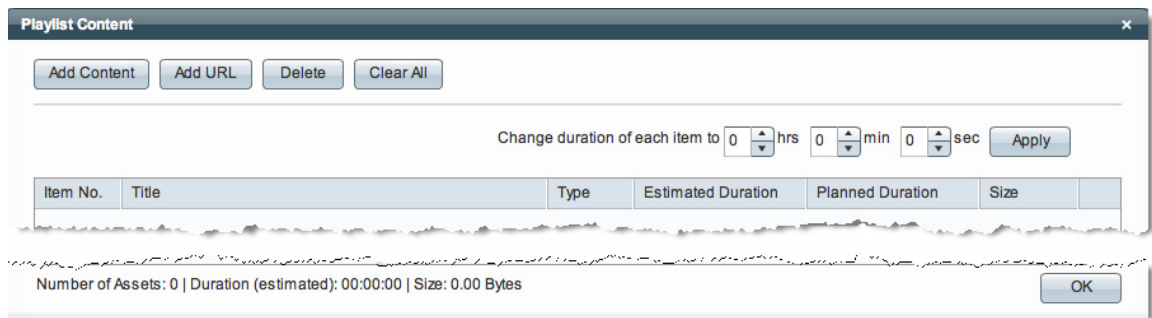 Playlist Content ×
Add Content Add URL Delete Clear All
Change duration of each item to 0 hrs 0 min 0 sec Apply
Item No. Title Type Estimated Duration Planned Duration Size
Number of Assets: 0 | Duration (estimated): 00:00:00 | Size: 0.00 Bytes OK